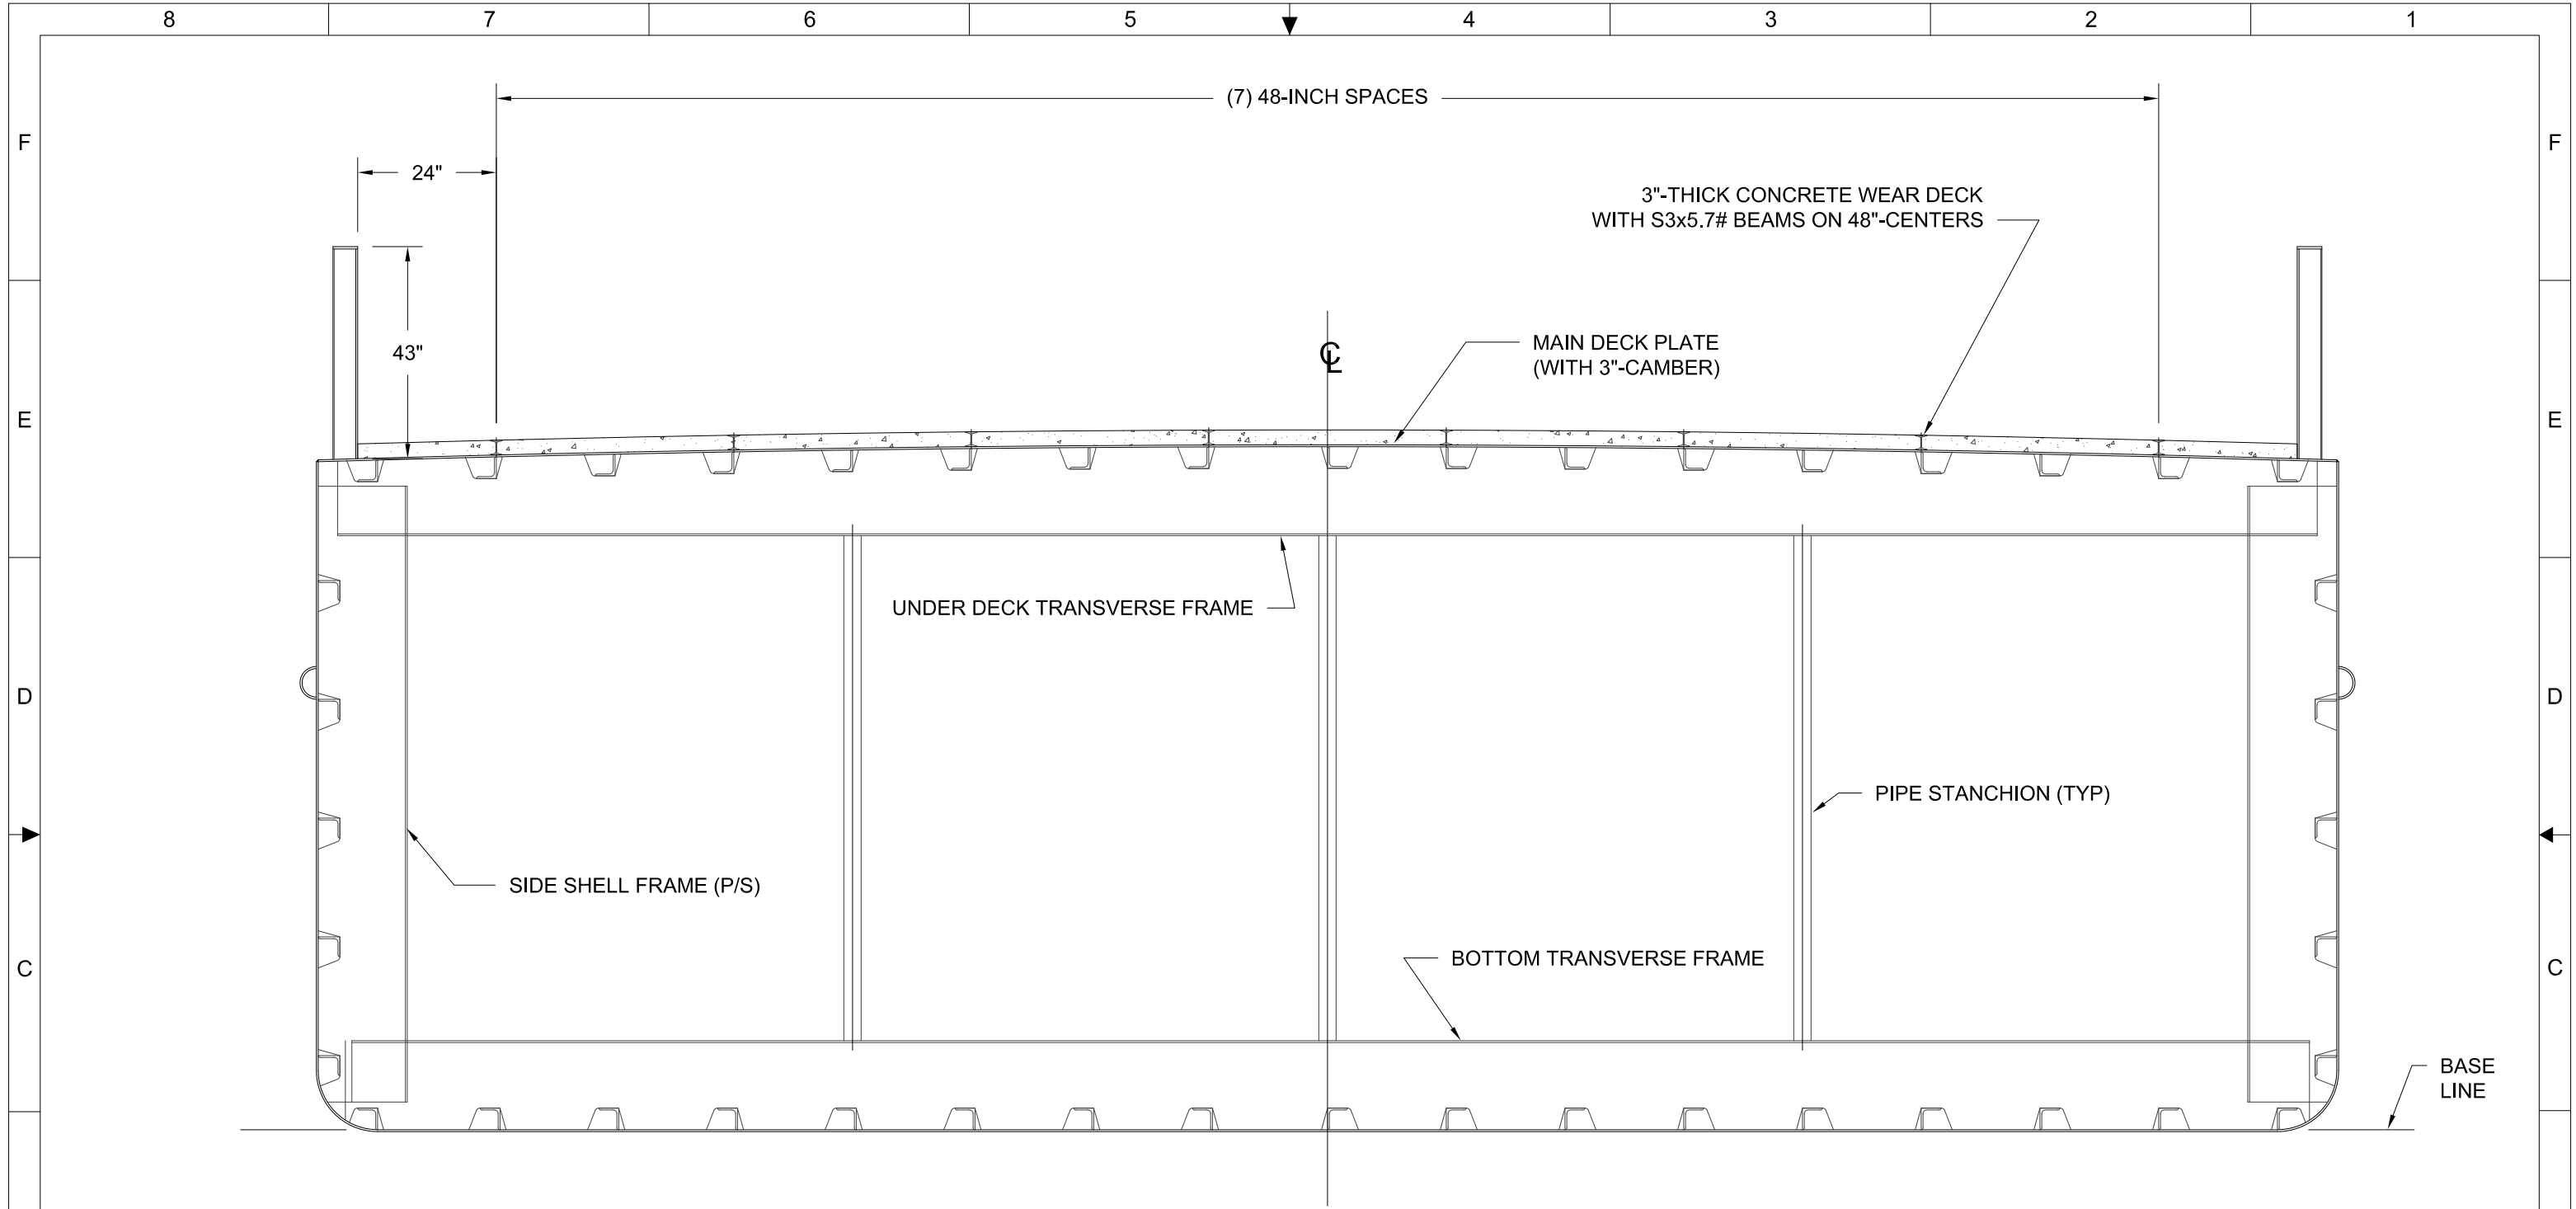 8 7 6 5 4 3 2 1
(7) 48-INCH SPACES
F F
24"
3"-THICK CONCRETE WEAR DECK
WITH S3x5.7# BEAMS ON 48"-CENTERS
43"
MAIN DECK PLATE
(WITH 3"-CAMBER)
℄
E E
UNDER DECK TRANSVERSE FRAME
D D
PIPE STANCHION (TYP)
SIDE SHELL FRAME (P/S)
BOTTOM TRANSVERSE FRAME
C C
BASE
LINE